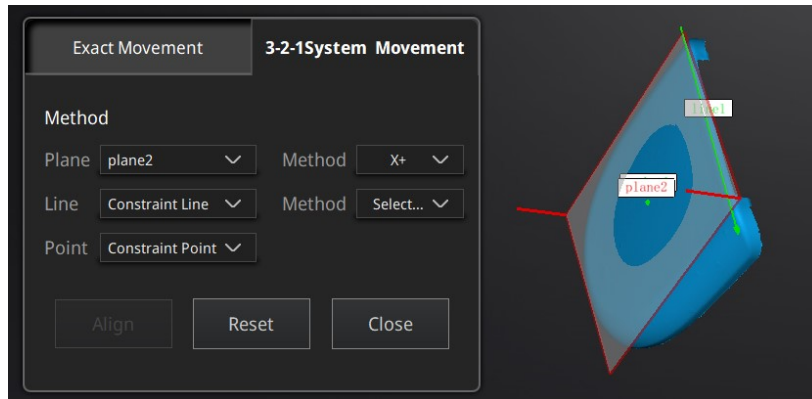 Exact Movement
3-2-1System Movement
Method
Plane plane2 Method X+
Line Constraint Line Method Select...
Point Constraint Point
Align Reset Close
line1
plane2